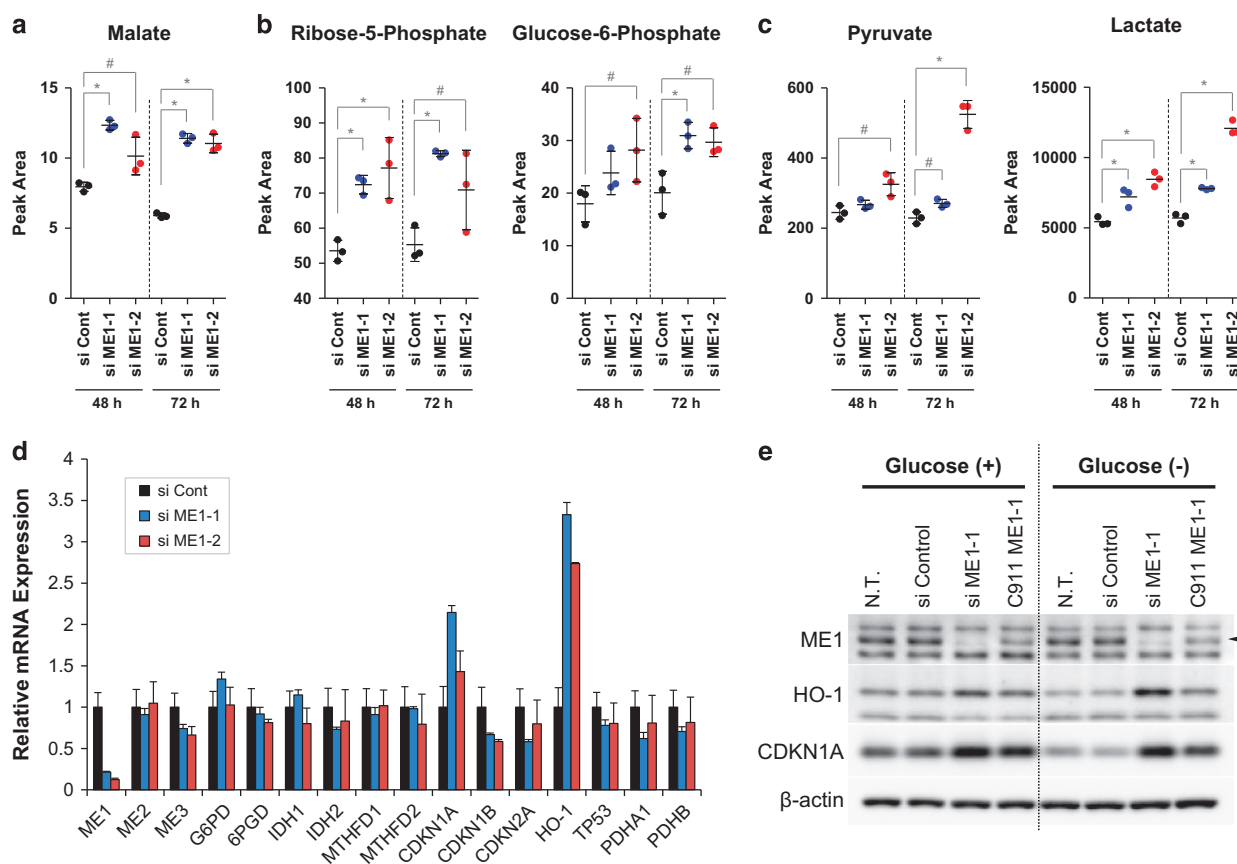 a
Malate
#
*
*
*
Peak Area
15
10
5
0
si Cont
si ME1-1
si ME1-2
si Cont
si ME1-1
si ME1-2
48 h
72 h
b
Ribose-5-Phosphate
*
*
#
*
Peak Area
100
90
80
70
60
50
40
si Cont
si ME1-1
si ME1-2
si Cont
si ME1-1
si ME1-2
48 h
72 h
Glucose-6-Phosphate
#
#
*
Peak Area
40
30
20
10
0
si Cont
si ME1-1
si ME1-2
si Cont
si ME1-1
si ME1-2
48 h
72 h
c
Pyruvate
#
*
#
Peak Area
600
400
200
0
si Cont
si ME1-1
si ME1-2
si Cont
si ME1-1
si ME1-2
48 h
72 h
Lactate
*
*
*
*
Peak Area
15000
10000
5000
0
si Cont
si ME1-1
si ME1-2
si Cont
si ME1-1
si ME1-2
48 h
72 h
d
Relative mRNA Expression
4
3.5
3
2.5
2
1.5
1
0.5
0
si Cont
si ME1-1
si ME1-2
ME1
ME2
ME3
G6PD
6PGD
IDH1
IDH2
MTHFD1
MTHFD2
CDKN1A
CDKN1B
CDKN2A
HO-1
TP53
PDHA1
PDHB
e
Glucose (+)
Glucose (-)
N.T.
si Control
si ME1-1
C911 ME1-1
N.T.
si Control
si ME1-1
C911 ME1-1
ME1
HO-1
CDKN1A
β-actin